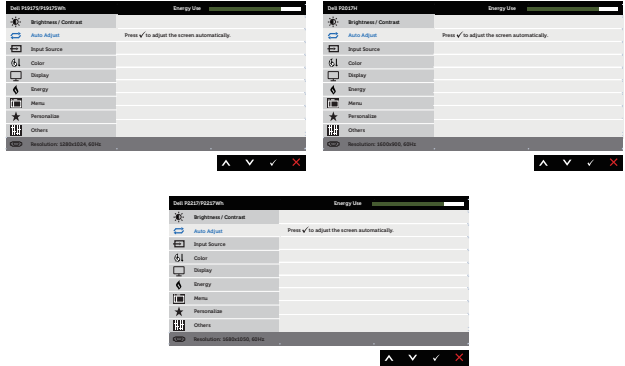 Dell P1917S/P1917SWh Energy Use
Brightness / Contrast
Auto Adjust Press ✓ to adjust the screen automatically.
Input Source
Color
Display
Energy
Menu
Personalize
Others
Resolution: 1280x1024, 60Hz
Dell P2017H Energy Use
Brightness / Contrast
Auto Adjust Press ✓ to adjust the screen automatically.
Input Source
Color
Display
Energy
Menu
Personalize
Others
Resolution: 1600x900, 60Hz
Dell P2217/P2217Wh Energy Use
Brightness / Contrast
Auto Adjust Press ✓ to adjust the screen automatically.
Input Source
Color
Display
Energy
Menu
Personalize
Others
Resolution: 1680x1050, 60Hz